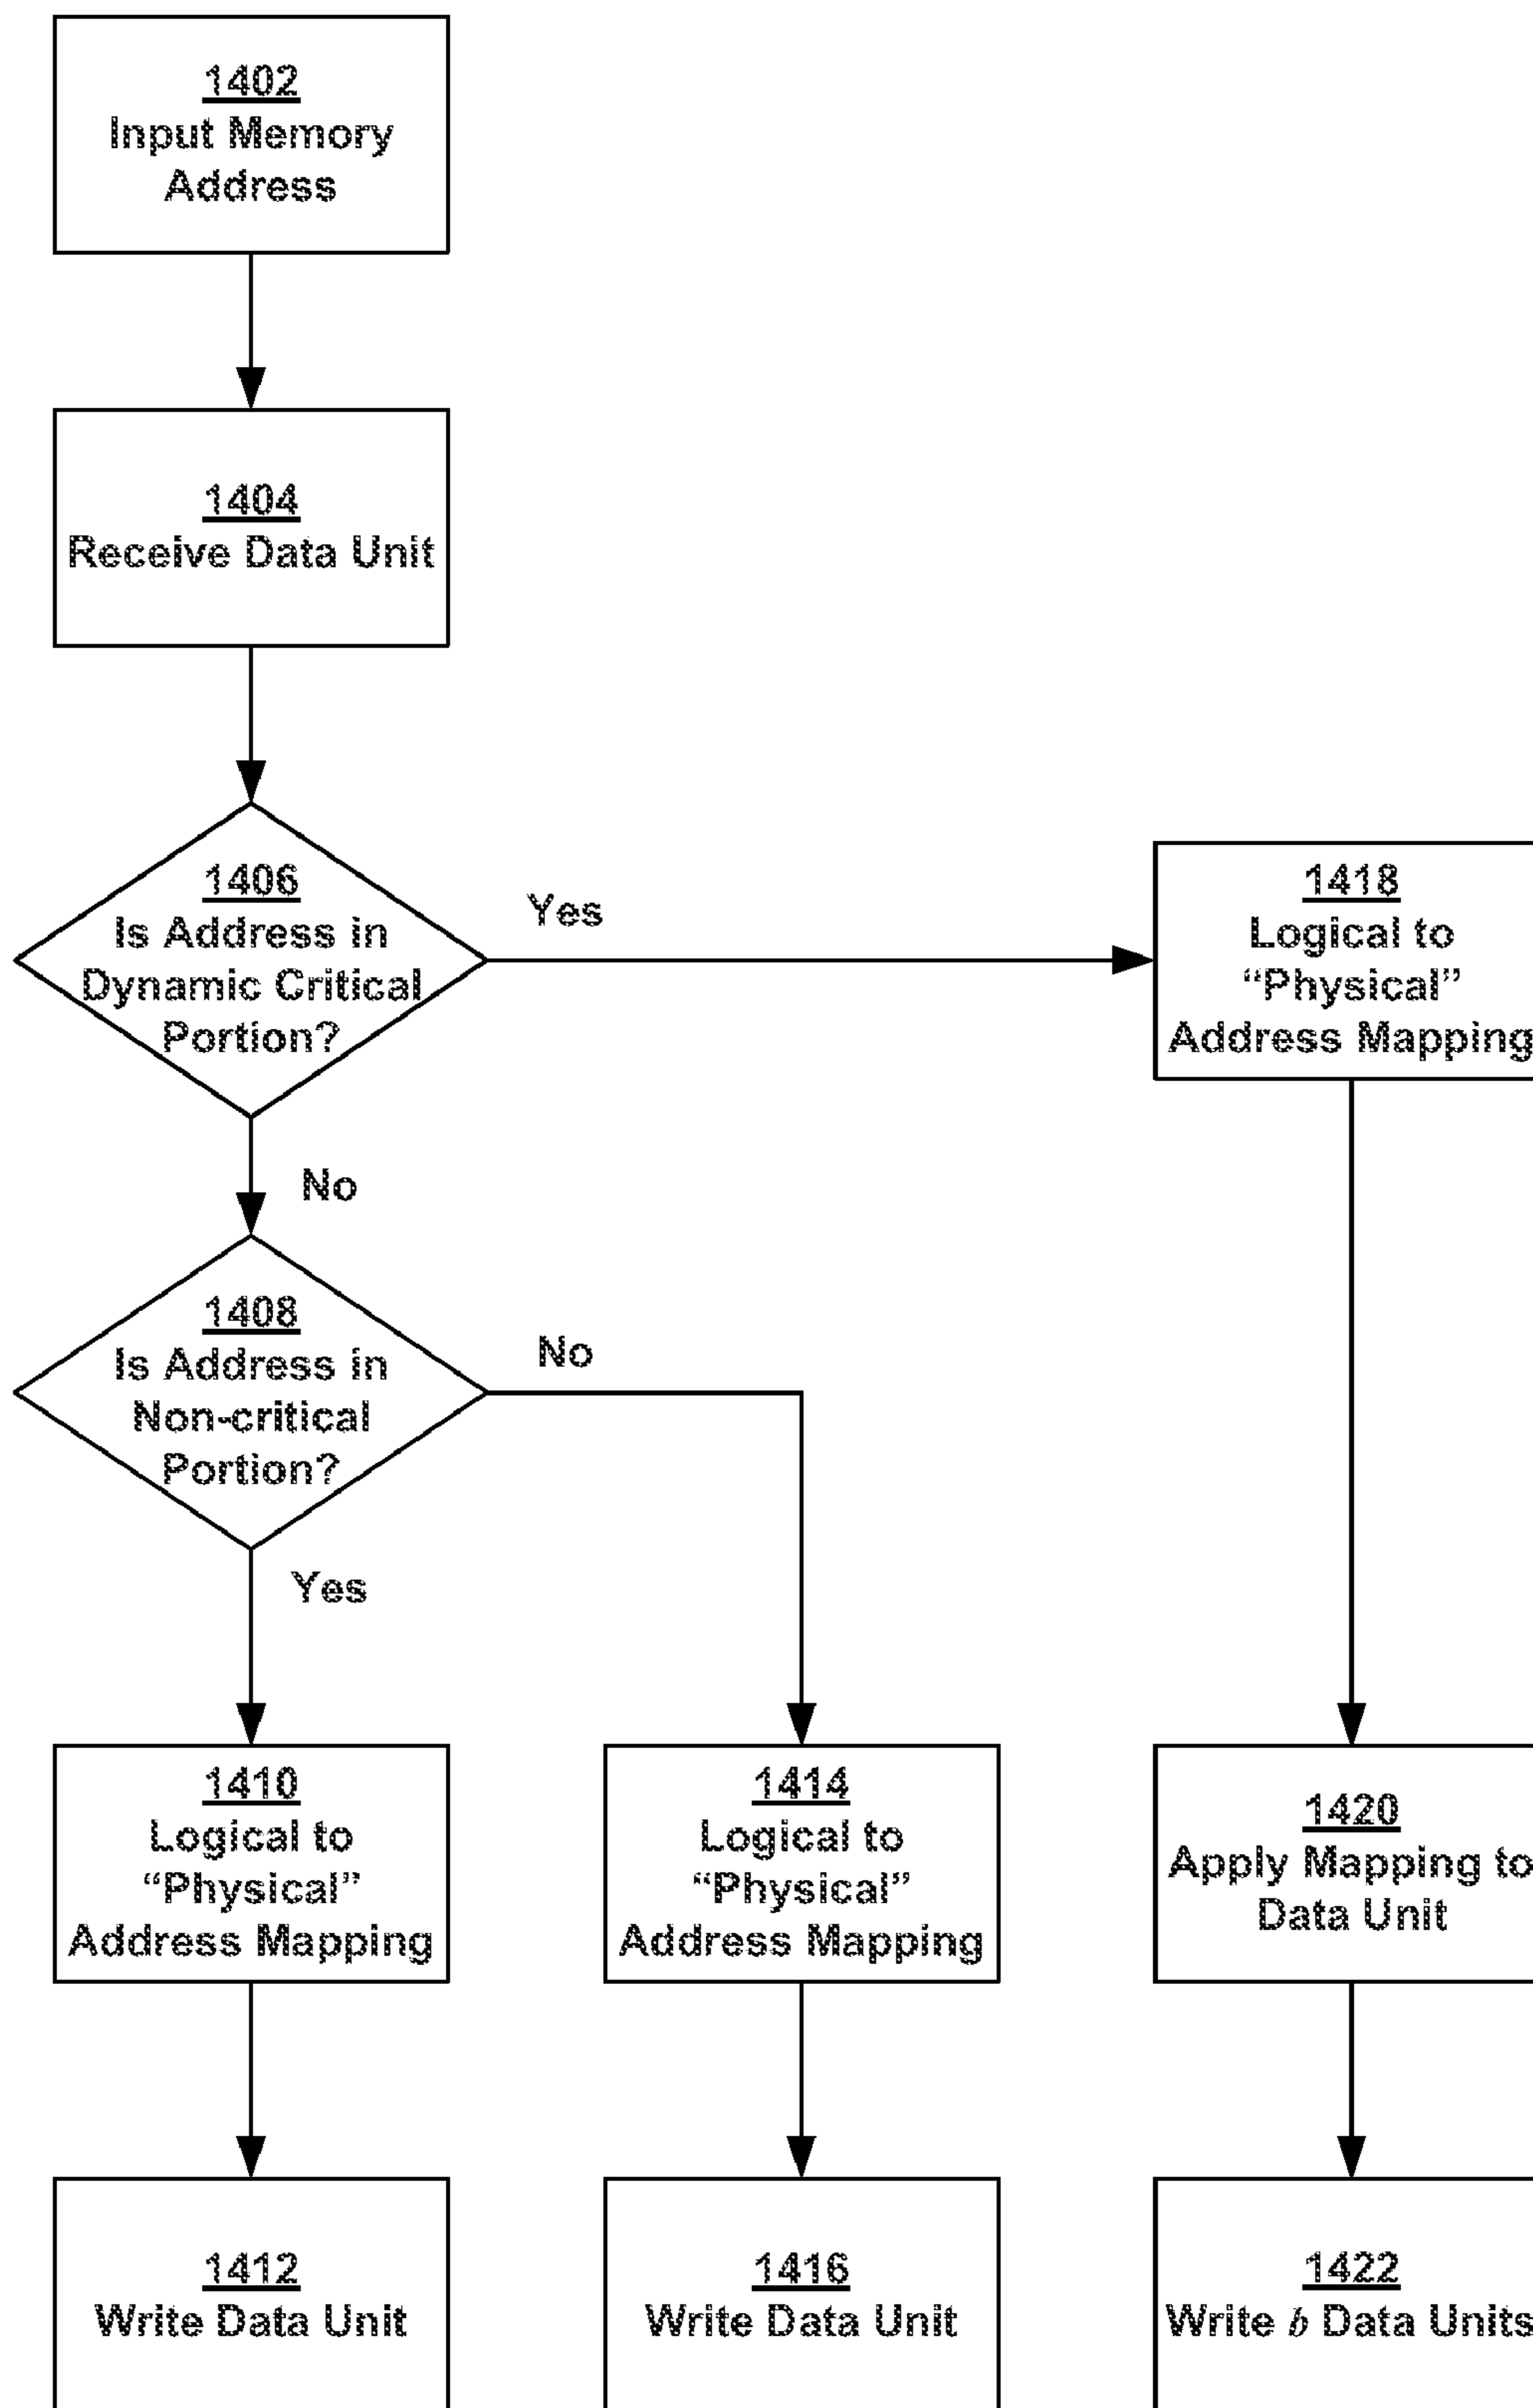 1402
Input Memory
Address
1404
Receive Data Unit
1406
Is Address in
Dynamic Critical
Portion?
Yes
1418
Logical to
“Physical”
Address Mapping
No
1408
Is Address in
Non-critical
Portion?
No
Yes
1410
Logical to
“Physical”
Address Mapping
1414
Logical to
“Physical”
Address Mapping
1420
Apply Mapping to
Data Unit
1412
Write Data Unit
1416
Write Data Unit
1422
Write b Data Units